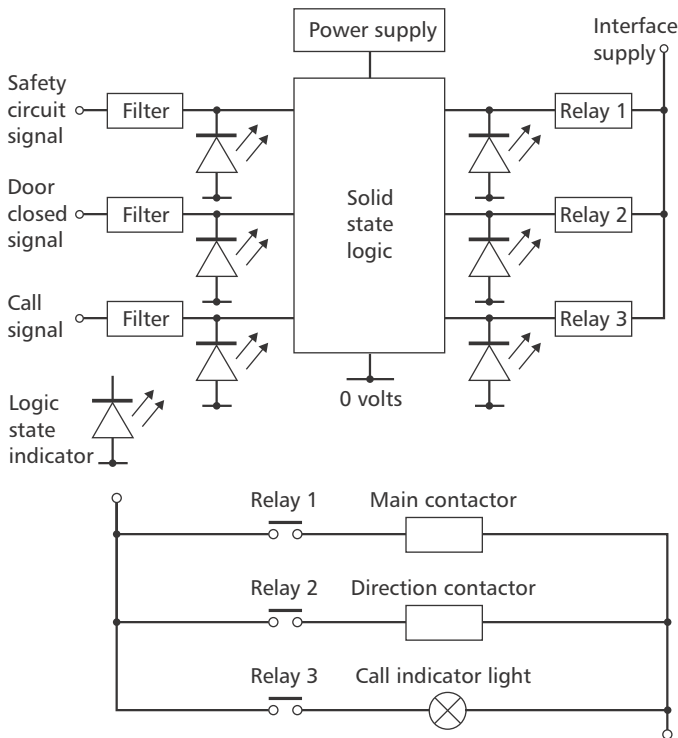 Power supply
Interface
supply
Safety
circuit
signal
Filter
Relay 1
Door
closed
signal
Filter
Solid
state
logic
Relay 2
Call
signal
Filter
Relay 3
0 volts
Logic
state
indicator
Relay 1
Main contactor
Relay 2
Direction contactor
Relay 3
Call indicator light